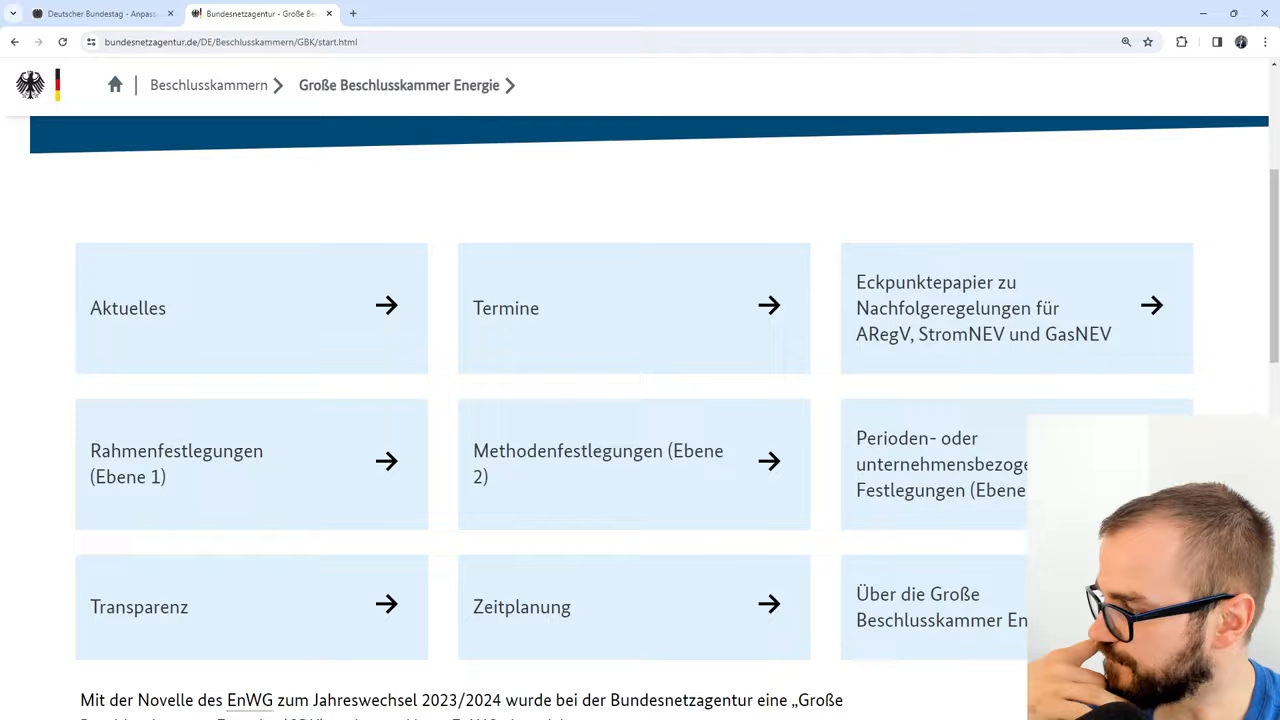 Deutscher Bundestag - Anpass
Bundesnetzagentur - Große Be
bundesnetzagentur.de/DE/Beschlusskammern/GBK/start.html
Beschlusskammern
Große Beschlusskammer Energie
Aktuelles
Termine
Eckpunktepapier zu
Nachfolgeregelungen für
ARegV, StromNEV und GasNEV
Rahmenfestlegungen
(Ebene 1)
Methodenfestlegungen (Ebene
2)
Perioden- oder
unternehmensbezoge
Festlegungen (Ebene
Transparenz
Zeitplanung
Über die Große
Beschlusskammer En
Mit der Novelle des EnWG zum Jahreswechsel 2023/2024 wurde bei der Bundesnetzagentur eine „Große